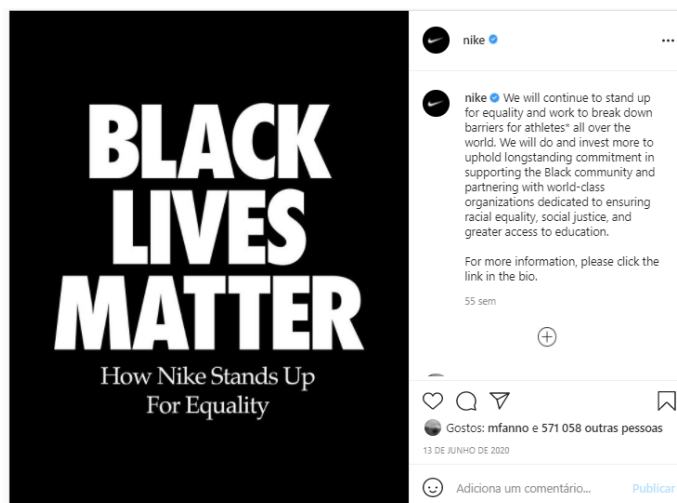 BLACK
LIVES
MATTER
How Nike Stands Up
For Equality
nike
nike We will continue to stand up
for equality and work to break down
barriers for athletes* all over the
world. We will do and invest more to
uphold longstanding commitment in
supporting the Black community and
partnering with world-class
organizations dedicated to ensuring
racial equality, social justice, and
greater access to education.
For more information, please click the
link in the bio.
55 sem
Gostos: mfanno e 571 058 outras pessoas
13 DE JUNHO DE 2020
Adiciona um comentário...
Publicar